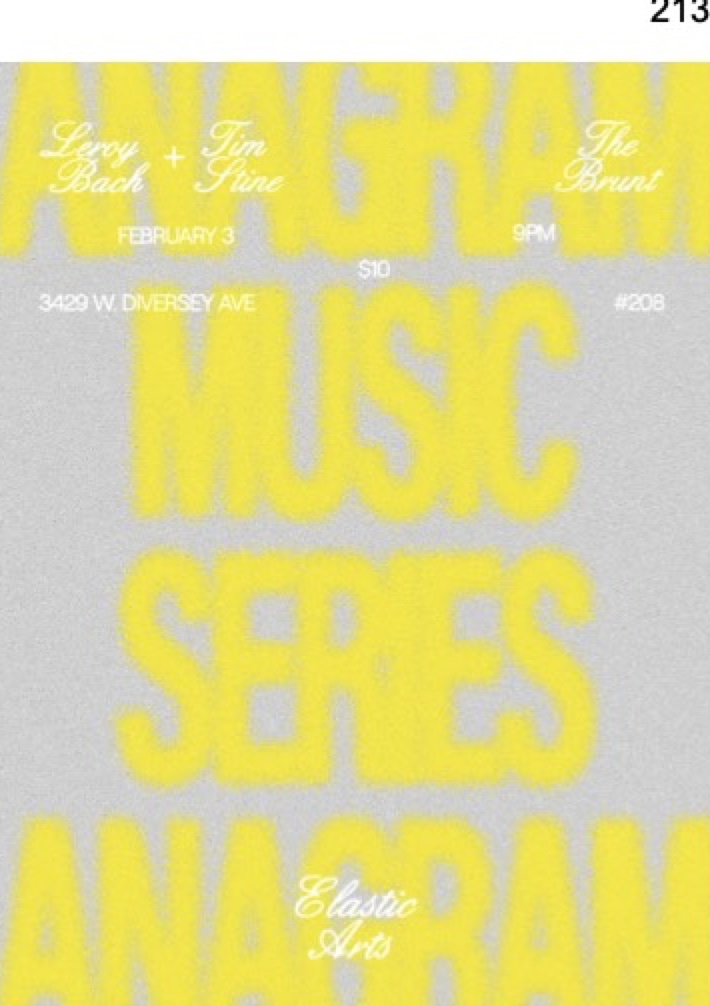 213
ANAGRAM
Leroy Bach + Tim Stine
The Brunt
FEBRUARY 3
9PM
$10
3429 W. DIVERSEY AVE
#208
MUSIC
SERIES
ANAGRAM
Elastic
Arts